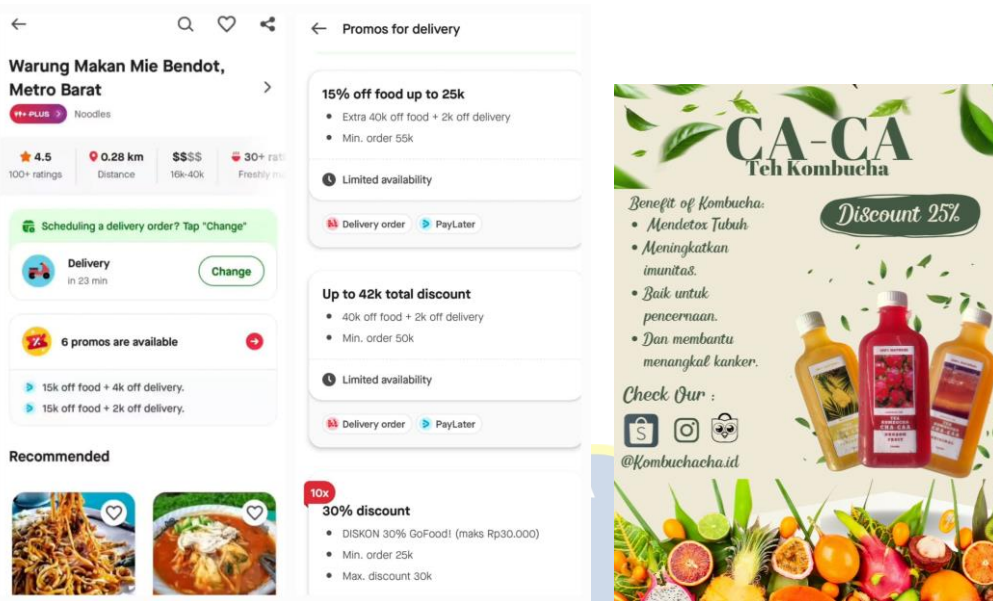 Warung Makan Mie Bendot,
Metro Barat
PLUS
Noodles
4.5
0.28 km
$$$$
30+ rati
100+ ratings
Distance
16k-40k
Freshly m
Scheduling a delivery order? Tap "Change"
Delivery
in 23 min
Change
6 promos are available
15k off food + 4k off delivery.
15k off food + 2k off delivery.
Recommended
Promos for delivery
15% off food up to 25k
Extra 40k off food + 2k off delivery
Min. order 55k
Limited availability
Delivery order
PayLater
Up to 42k total discount
40k off food + 2k off delivery
Min. order 50k
Limited availability
Delivery order
PayLater
10x
30% discount
DISKON 30% GoFood! (maks Rp30.000)
Min. order 25k
Max. discount 30k
CA-CA
Teh Kombucha
Benefit of Kombucha:
Mendetox Tubuh
Meningkatkan
imunitas.
Baik untuk
pencernaan.
Dan membantu
menangkal kanker.
Discount 25%
Check Our :
@Kombuchacha.id